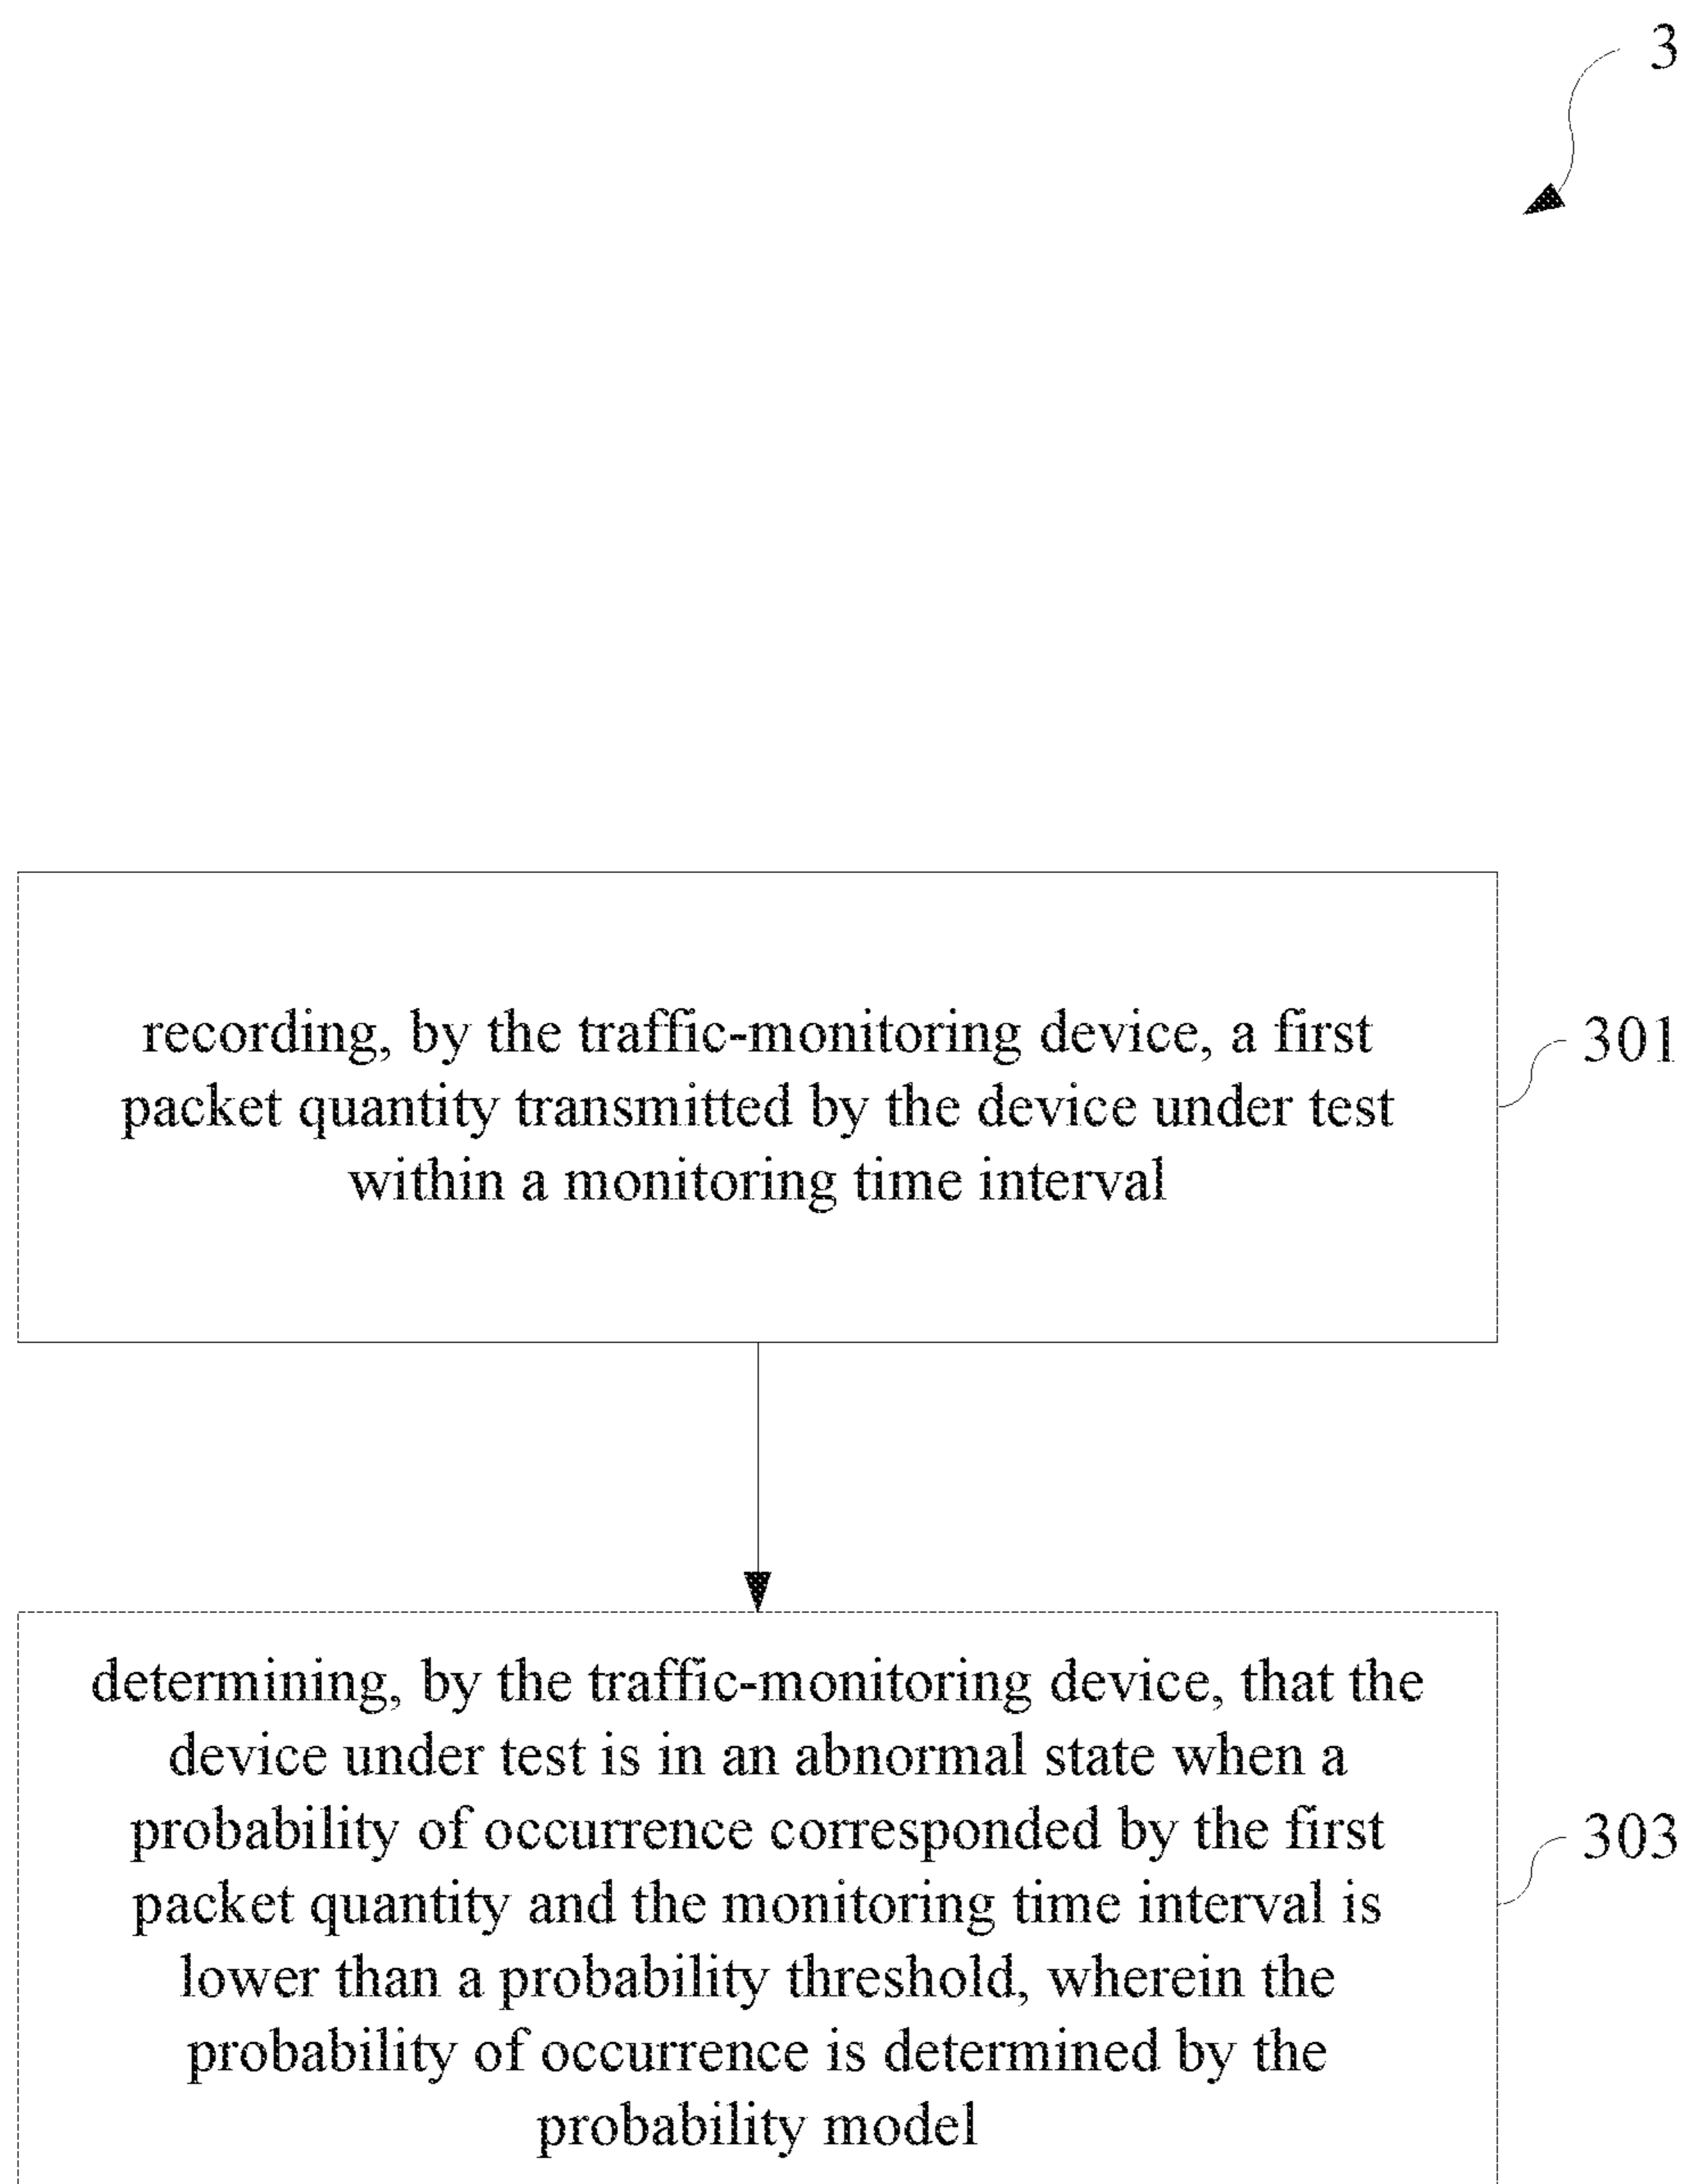 3
recording, by the traffic-monitoring device, a first
packet quantity transmitted by the device under test
within a monitoring time interval
301
determining, by the traffic-monitoring device, that the
device under test is in an abnormal state when a
probability of occurrence corresponded by the first
packet quantity and the monitoring time interval is
lower than a probability threshold, wherein the
probability of occurrence is determined by the
probability model
303